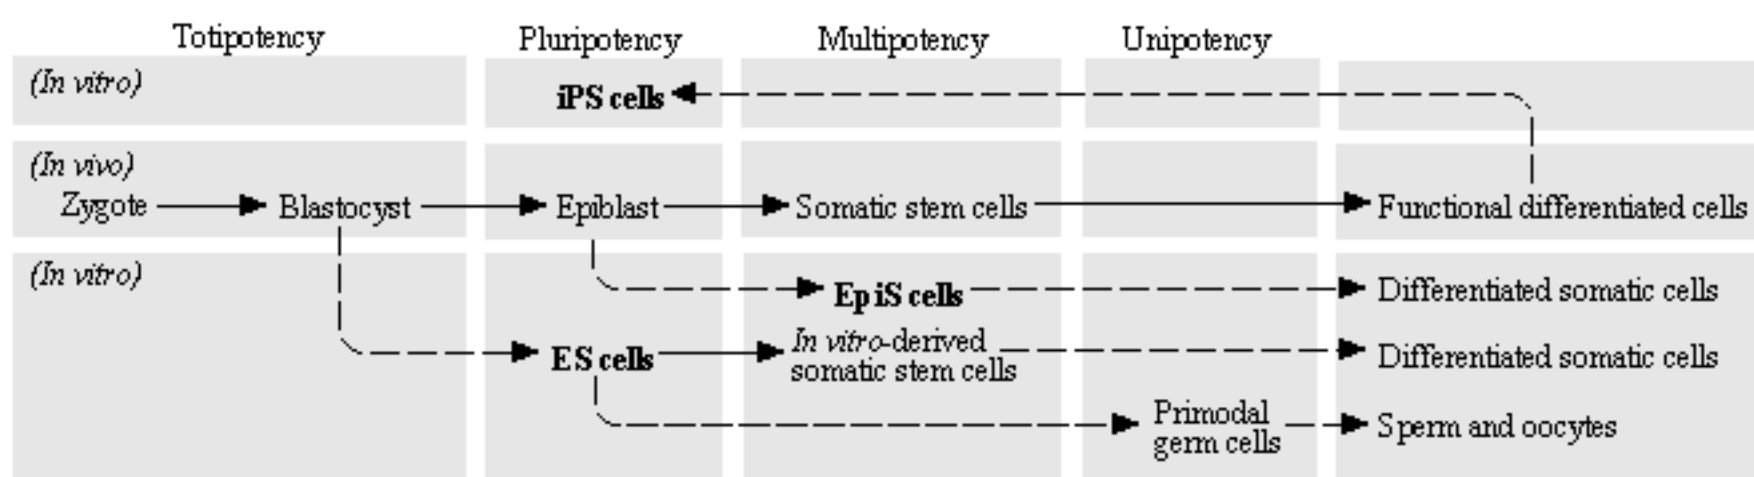 Totipotency Pluripotency Multipotency Unipotency
(In vitro)
iPS cells
(In vivo)
Zygote Blastocyst Epiblast Somatic stem cells Functional differentiated cells
(In vitro)
EpiS cells Differentiated somatic cells
ES cells In vitro-derived
somatic stem cells Differentiated somatic cells
Primodal
germ cells Sperm and oocytes